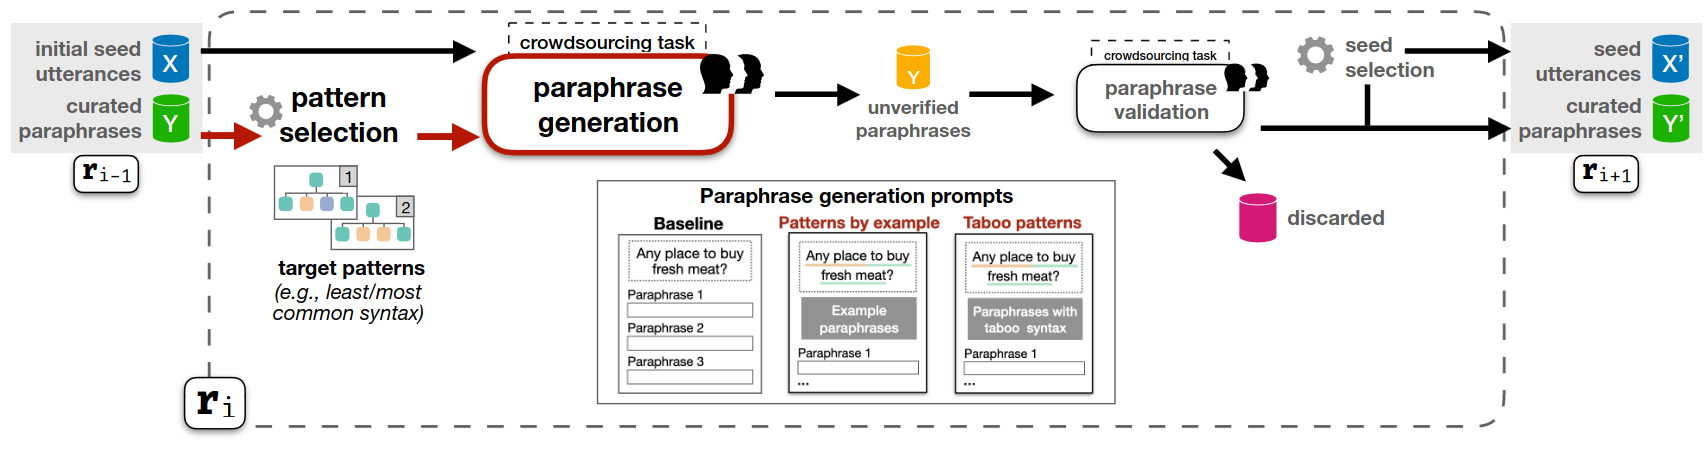 initial seed
utterances
X
curated
paraphrases
Y
r i-1
pattern
selection
1
2
target patterns
(e.g., least/most
common syntax)
r i
crowdsourcing task
paraphrase
generation
Y
unverified
paraphrases
crowdsourcing task
paraphrase
validation
discarded
seed
selection
seed
utterances
X'
curated
paraphrases
Y'
r i+1
Paraphrase generation prompts
Baseline
Any place to buy
fresh meat?
Paraphrase 1
Paraphrase 2
Paraphrase 3
Patterns by example
Any place to buy
fresh meat?
Example
paraphrases
Paraphrase 1
...
Taboo patterns
Any place to buy
fresh meat?
Paraphrases with
taboo syntax
Paraphrase 1
...